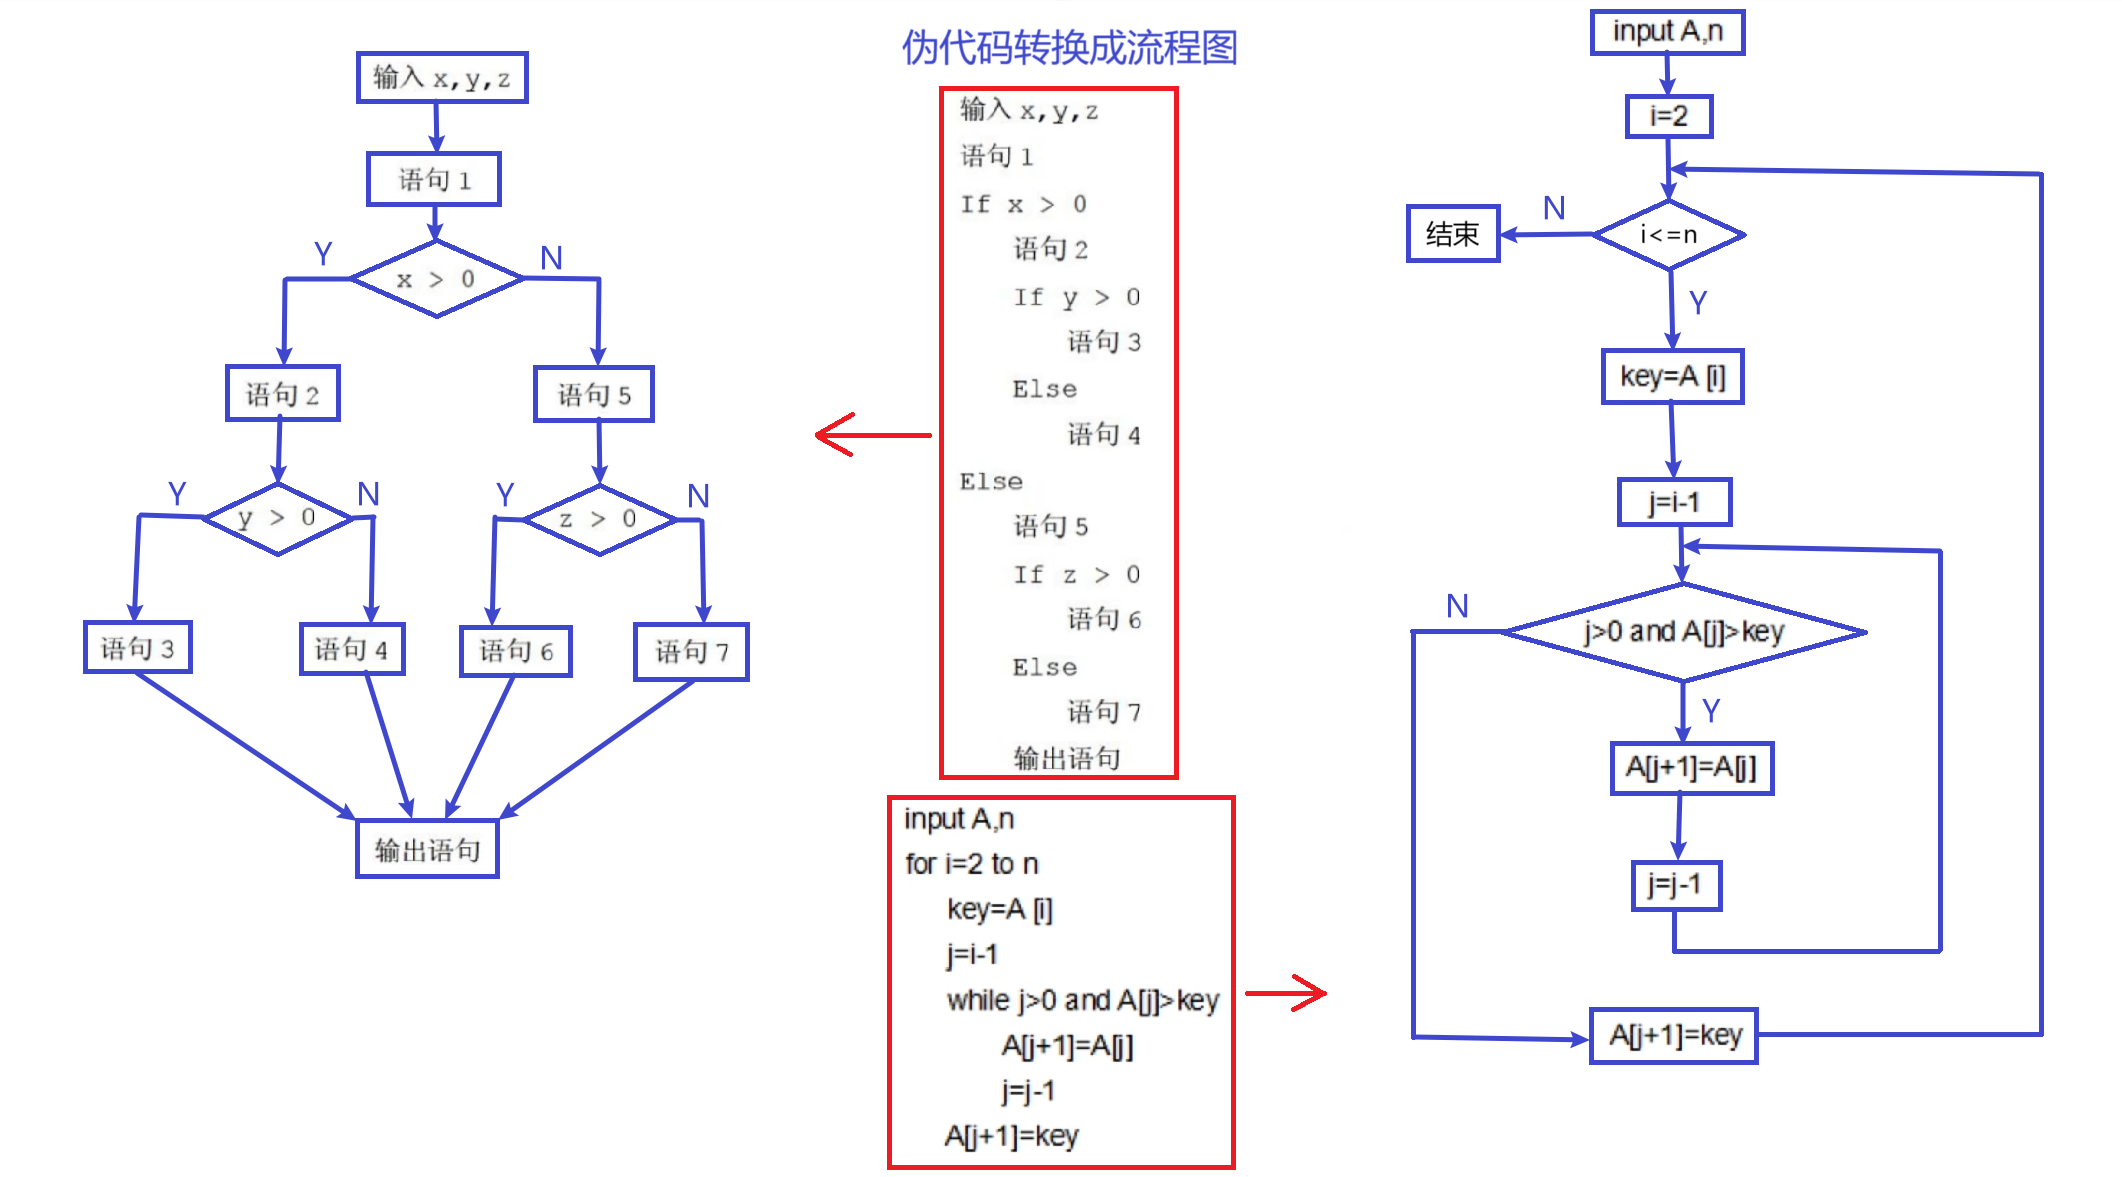 伪代码转换成流程图
输入 x,y,z
语句 1
x > 0
Y
N
语句 2
语句 5
y > 0
Y
N
z > 0
Y
N
语句 3
语句 4
语句 6
语句 7
输出语句
输入 x,y,z
语句 1
If x > 0
语句 2
If y > 0
语句 3
Else
语句 4
Else
语句 5
If z > 0
语句 6
Else
语句 7
输出语句
input A,n
for i=2 to n
key=A [i]
j=i-1
while j>0 and A[j]>key
A[j+1]=A[j]
j=j-1
A[j+1]=key
input A,n
i=2
i<=n
N
结束
Y
key=A [i]
j=i-1
j>0 and A[j]>key
N
Y
A[j+1]=A[j]
j=j-1
A[j+1]=key